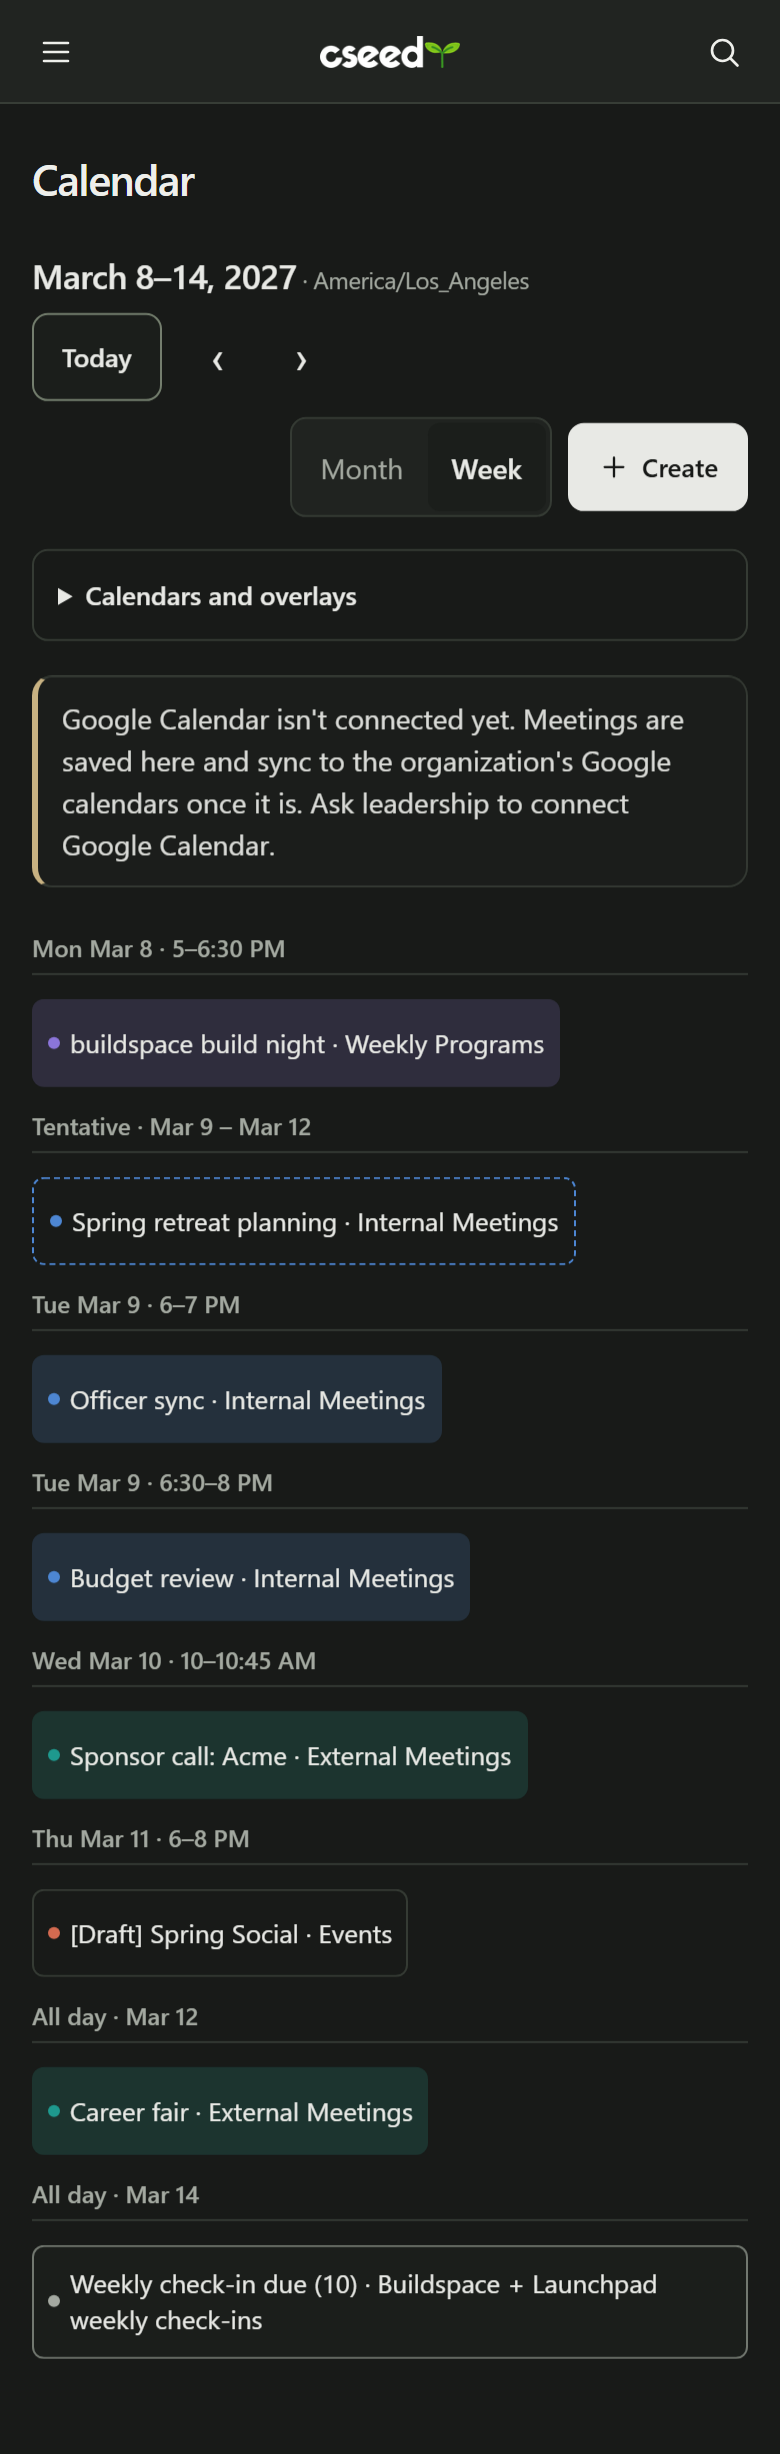 cseed
Calendar
March 8–14, 2027 · America/Los_Angeles
Today ‹ ›
Month Week + Create
▶ Calendars and overlays
Google Calendar isn't connected yet. Meetings are
saved here and sync to the organization's Google
calendars once it is. Ask leadership to connect
Google Calendar.
Mon Mar 8 · 5–6:30 PM
buildspace build night · Weekly Programs
Tentative · Mar 9 – Mar 12
Spring retreat planning · Internal Meetings
Tue Mar 9 · 6–7 PM
Officer sync · Internal Meetings
Tue Mar 9 · 6:30–8 PM
Budget review · Internal Meetings
Wed Mar 10 · 10–10:45 AM
Sponsor call: Acme · External Meetings
Thu Mar 11 · 6–8 PM
[Draft] Spring Social · Events
All day · Mar 12
Career fair · External Meetings
All day · Mar 14
Weekly check-in due (10) · Buildspace + Launchpad
weekly check-ins